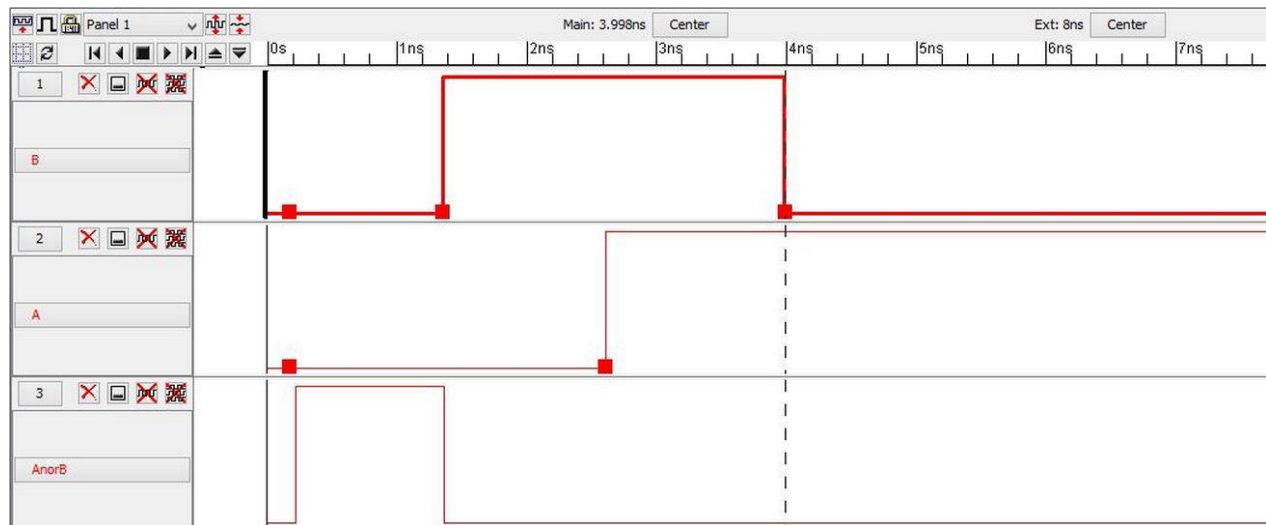 Panel 1 Main: 3.998ns Center Ext: 8ns Center
0s 1ns 2ns 3ns 4ns 5ns 6ns 7ns
1
B
2
A
3
AnorB